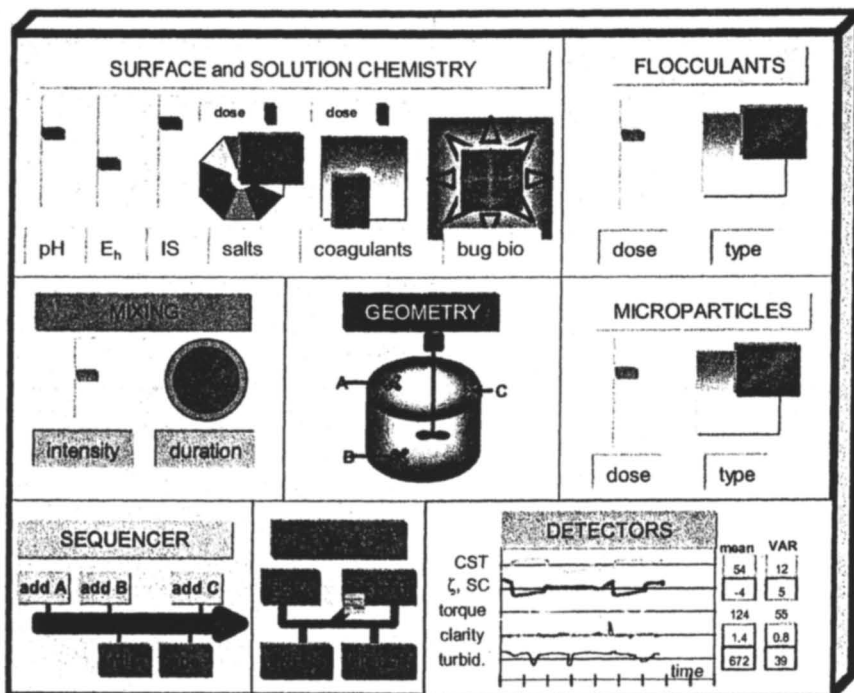 SURFACE and SOLUTION CHEMISTRY
dose
dose
pH
E_h
IS
salts
coagulants
bug bio
FLOCCULANTS
dose
type
MIXING
intensity
duration
GEOMETRY
A
C
B
MICROPARTICLES
dose
type
SEQUENCER
add A
add B
add C
DETECTORS
mean VAR
CST 54 12
ζ, SC -4 5
torque 124 55
clarity 1.4 0.8
turbid. 672 39
time